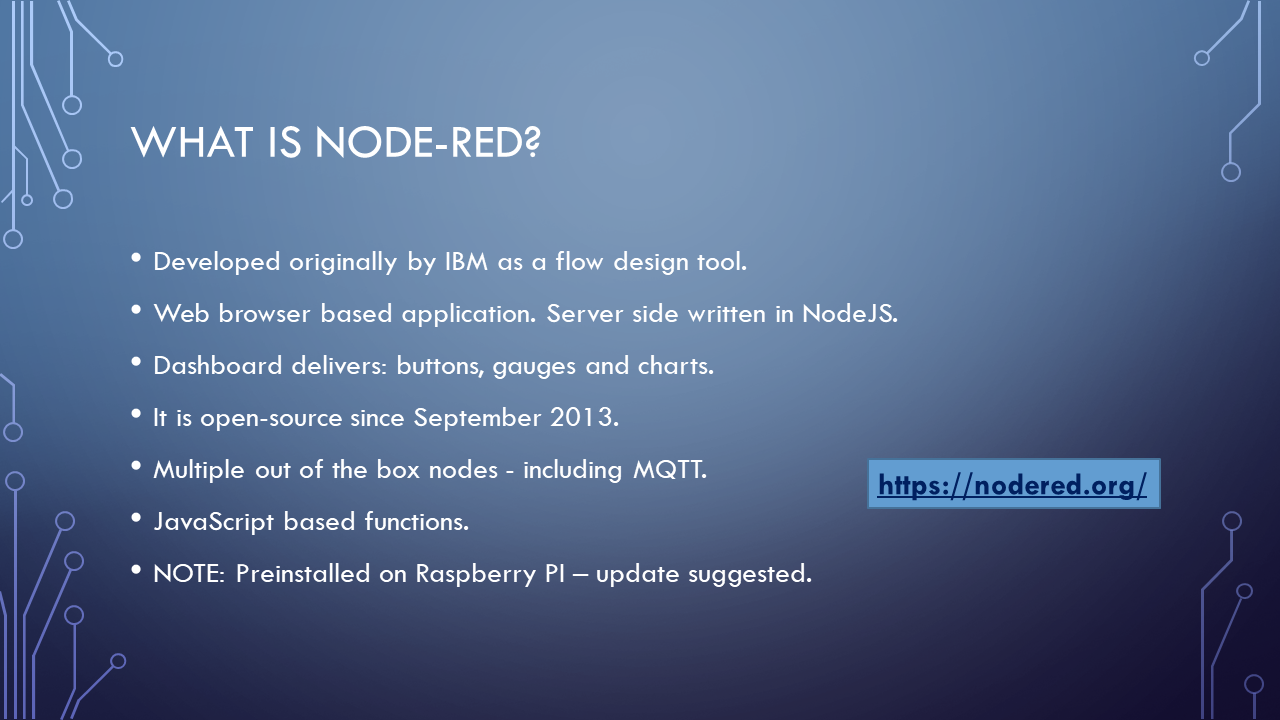 WHAT IS NODE-RED?
• Developed originally by IBM as a flow design tool.
• Web browser based application. Server side written in NodeJS.
• Dashboard delivers: buttons, gauges and charts.
• It is open-source since September 2013.
• Multiple out of the box nodes - including MQTT.
https://nodered.org/
• JavaScript based functions.
• NOTE: Preinstalled on Raspberry PI – update suggested.